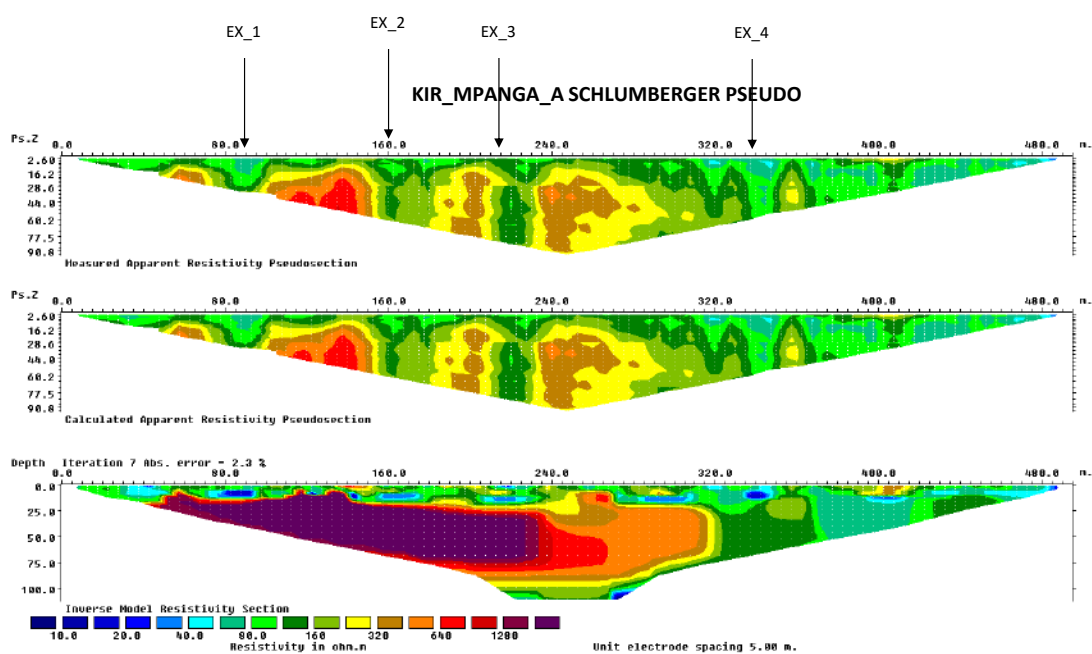 EX_1 EX_2 EX_3 EX_4
KIR_MPANGA_A SCHLUMBERGER PSEUDO
Ps.Z 0.0 80.0 160.0 240.0 320.0 400.0 480.0 m.
2.60
16.2
28.6
44.0
60.2
77.5
90.8
Measured Apparent Resistivity Pseudosection
Ps.Z 0.0 80.0 160.0 240.0 320.0 400.0 480.0 m.
2.60
16.2
28.6
44.0
60.2
77.5
90.8
Calculated Apparent Resistivity Pseudosection
Depth Iteration 7 Abs. error = 2.3 %
0.0 80.0 160.0 240.0 320.0 400.0 480.0 m.
0.0
25.0
50.0
75.0
100.0
Inverse Model Resistivity Section
10.0 20.0 40.0 80.0 160 320 640 1280
Resistivity in ohm.m Unit electrode spacing 5.00 m.